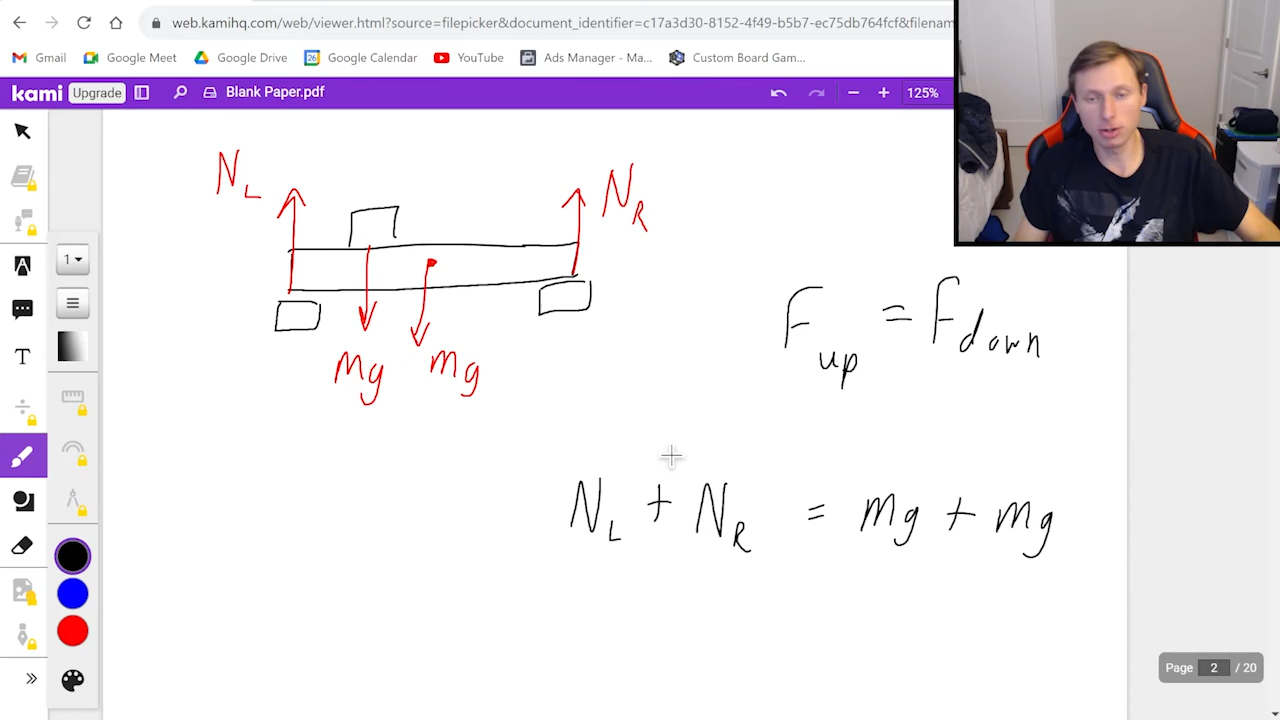 web.kamihq.com/web/viewer.html?source=filepicker&document_identifier=c17a3d30-8152-4f49-b5b7-ec75db764fcf&filenam
Gmail Google Meet Google Drive 26 Google Calendar YouTube Ads Manager - Ma... Custom Board Gam...
kami Upgrade Blank Paper.pdf 125%
N_L
N_R
1
mg mg
F_up = F_down
T
N_L + N_R = mg + mg
Page 2 / 20